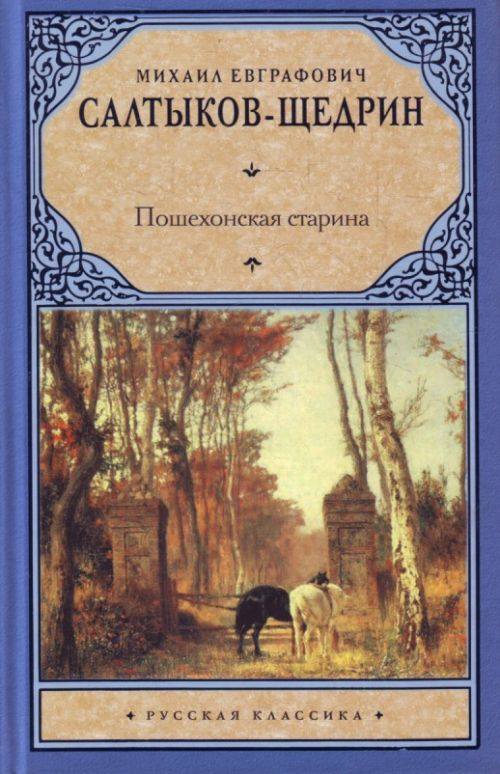 МИХАИЛ ЕВГРАФОВИЧ
САЛТЫКОВ-ЩЕДРИН
Пошехонская старина
РУССКАЯ КЛАССИКА